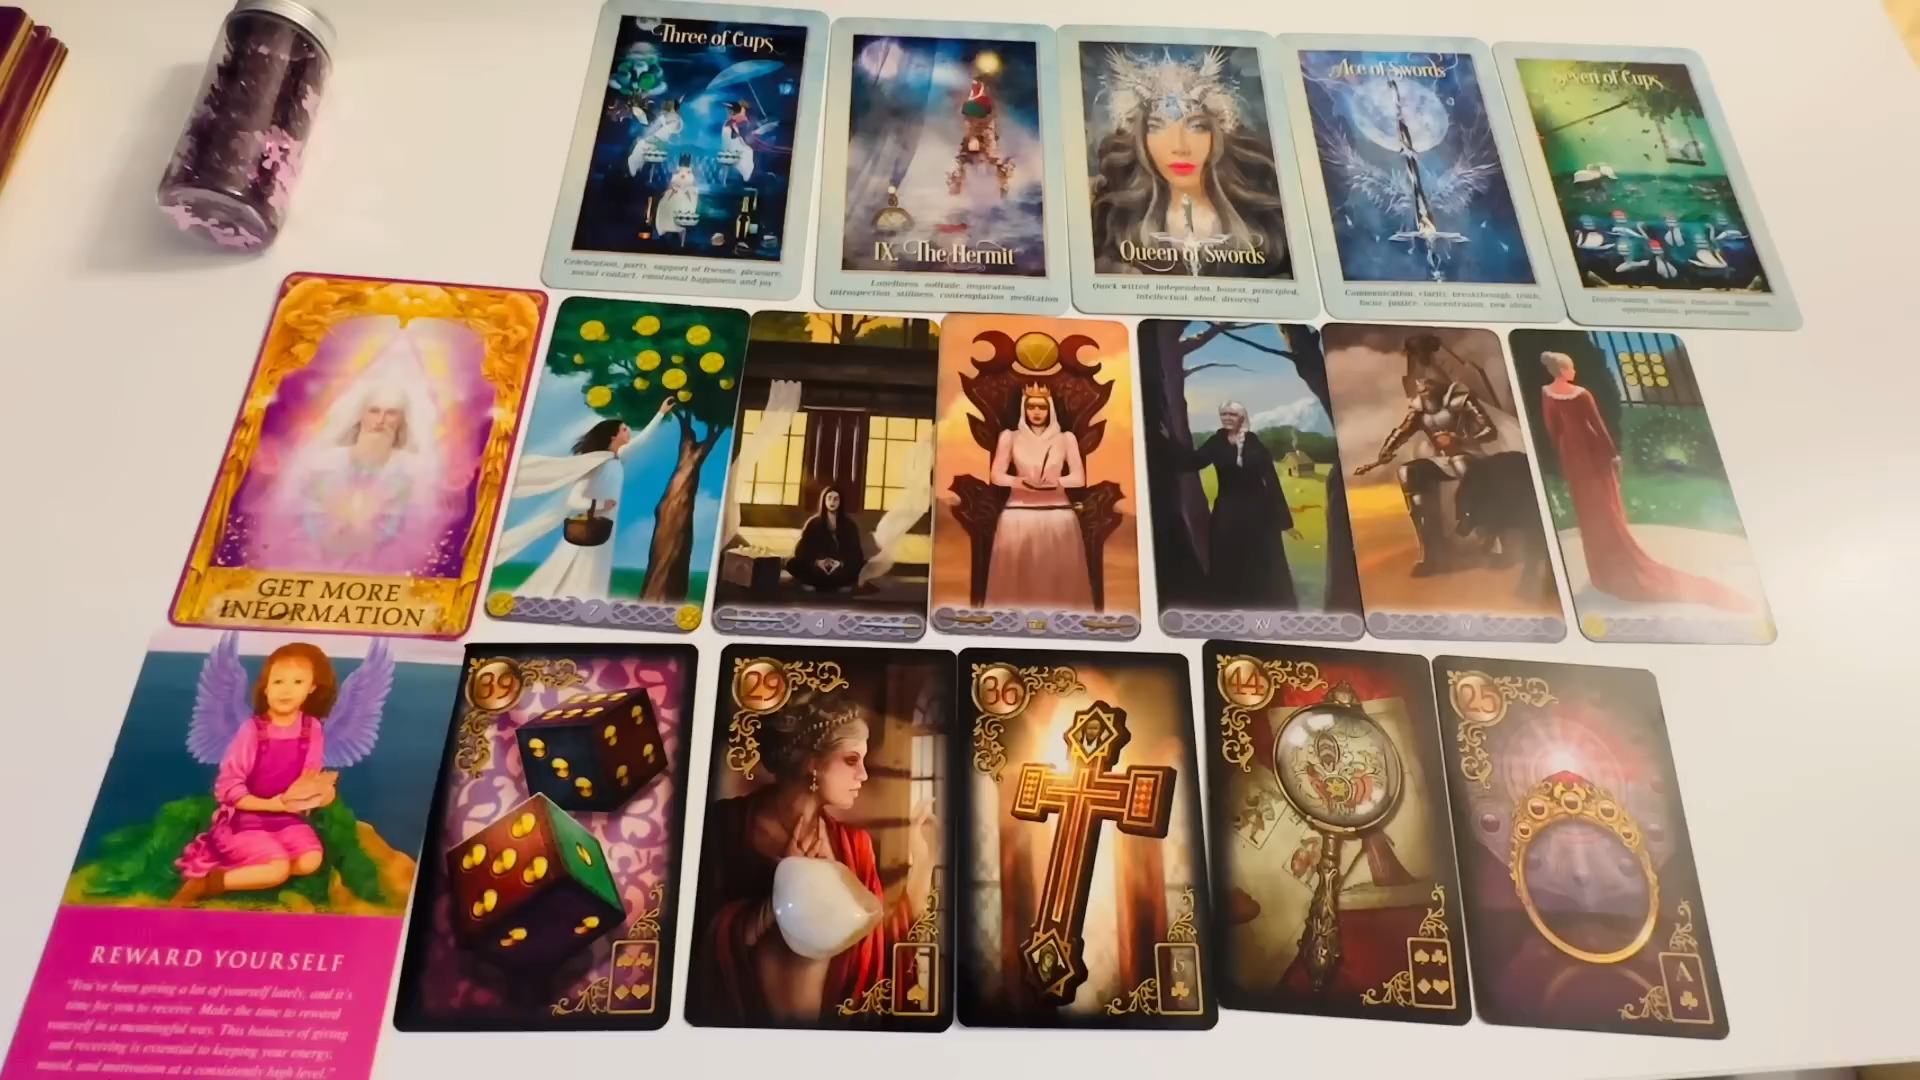 Three of Cups
Celebration, party, support of friends, pleasure,
social contact, emotional happiness and joy
IX. The Hermit
Loneliness, solitude, inspiration
introspection, stillness, contemplation, meditation
Queen of Swords
Quick witted, independent, honest, principled,
intellectual, aloof, divorced
Ace of Swords
Communication, clarity, breakthrough, truth,
focus, justice, concentration, new ideas
Seven of Cups
GET MORE
INFORMATION
7
4
XV
IV
REWARD YOURSELF
"You've been giving a lot of yourself lately, and it's
time for you to receive. Make the time to reward
yourself in a meaningful way. This balance of giving
and receiving is essential to keeping your energy,
mood, and motivation at a consistently high level."
39
29
36
44
25
A